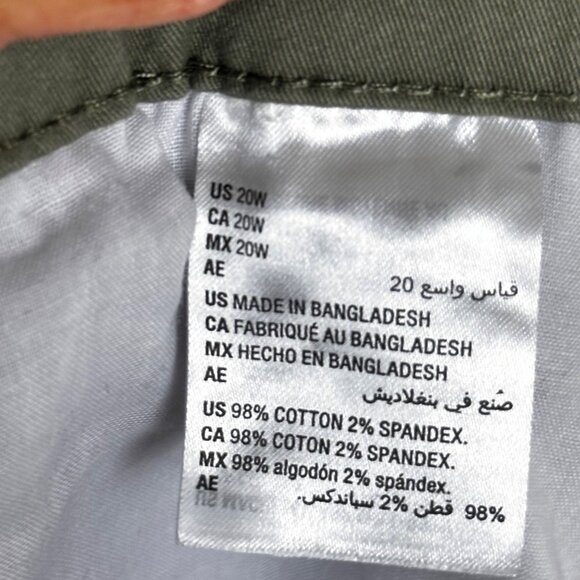 US 20W
CA 20W
MX 20W
AE قياس واسع 20
US MADE IN BANGLADESH
CA FABRIQUÉ AU BANGLADESH
MX HECHO EN BANGLADESH
AE صُنع في بنغلاديش
US 98% COTTON 2% SPANDEX.
CA 98% COTON 2% SPANDEX.
MX 98% algodón 2% spándex.
AE 98% قطن 2% سباندكس.